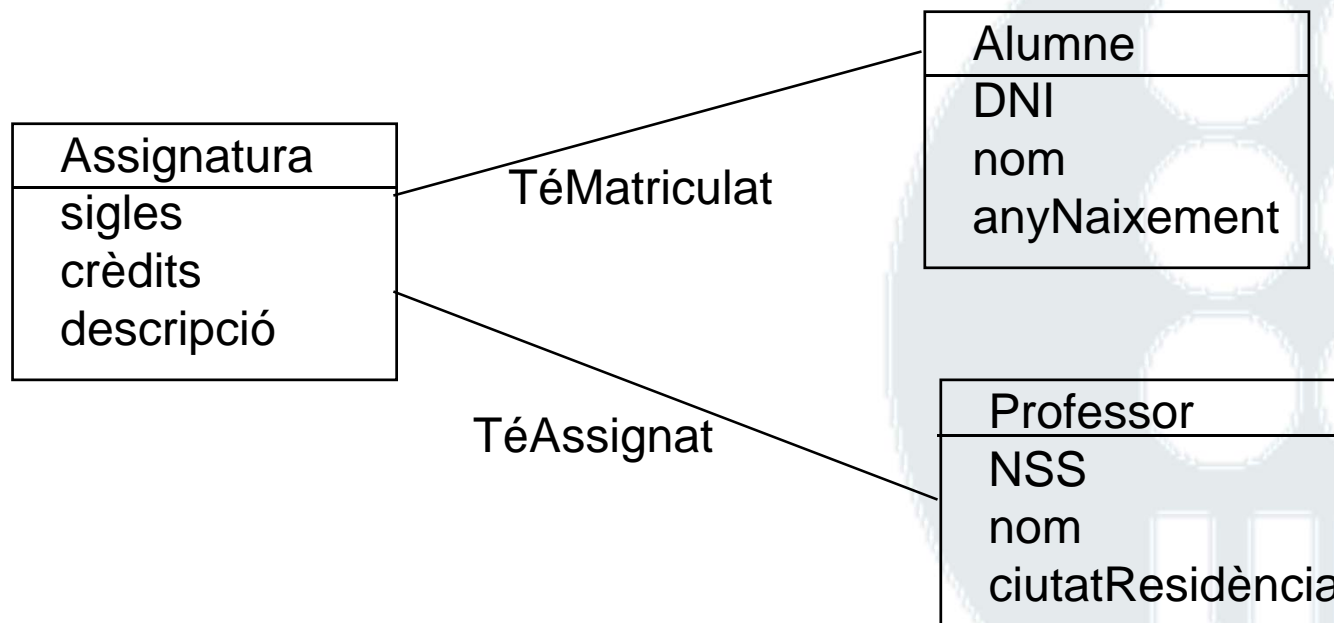 Alumne
DNI
nom
anyNaixement
Assignatura
sigles
crèdits
descripció
TéMatriculat
TéAssignat
Professor
NSS
nom
ciutatResidència